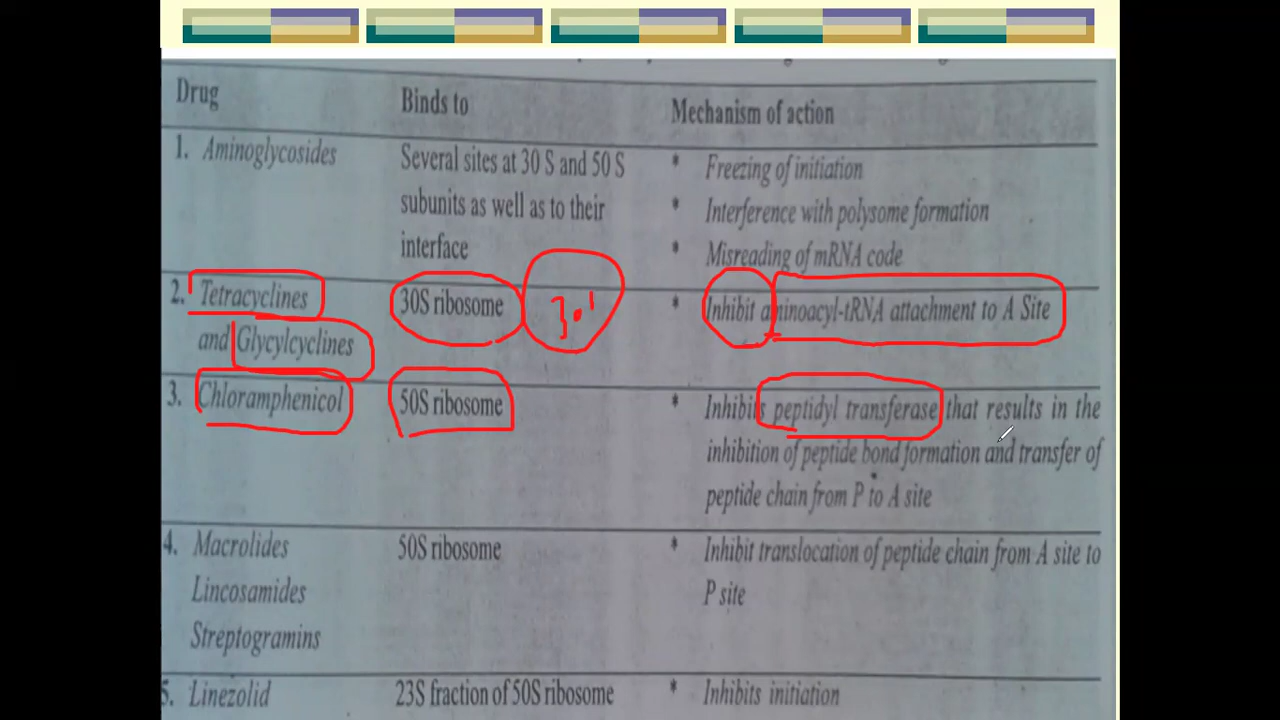 Drug Binds to Mechanism of action
1. Aminoglycosides Several sites at 30 S and 50 S * Freezing of initiation
subunits as well as to their * Interference with polysome formation
interface * Misreading of mRNA code
2. Tetracyclines 30S ribosome * Inhibit aminoacyl-tRNA attachment to A Site
and Glycylcyclines
3. Chloramphenicol 50S ribosome * Inhibits peptidyl transferase that results in the
inhibition of peptide bond formation and transfer of
peptide chain from P to A site
4. Macrolides 50S ribosome * Inhibit translocation of peptide chain from A site to
Lincosamides P site
Streptogramins
5. Linezolid 23S fraction of 50S ribosome * Inhibits initiation